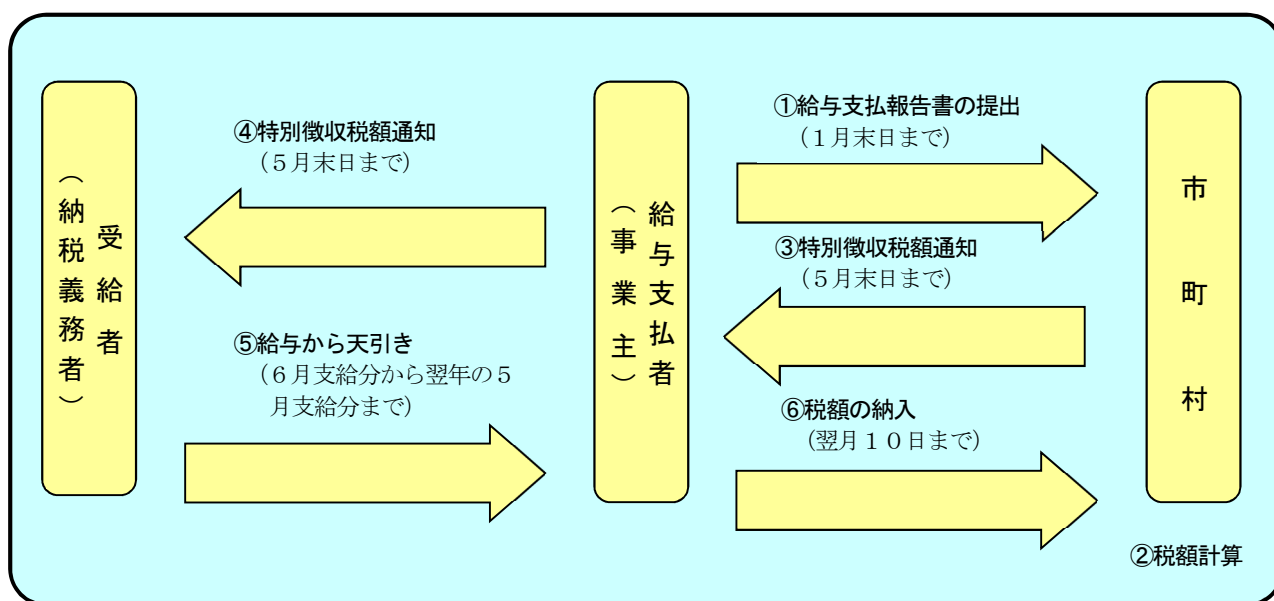 受給者
（納税義務者）
④特別徴収税額通知
（５月末日まで）
⑤給与から天引き
（６月支給分から翌年の５
月支給分まで）
給与支払者
（事業主）
①給与支払報告書の提出
（１月末日まで）
③特別徴収税額通知
（５月末日まで）
⑥税額の納入
（翌月１０日まで）
市町村
②税額計算